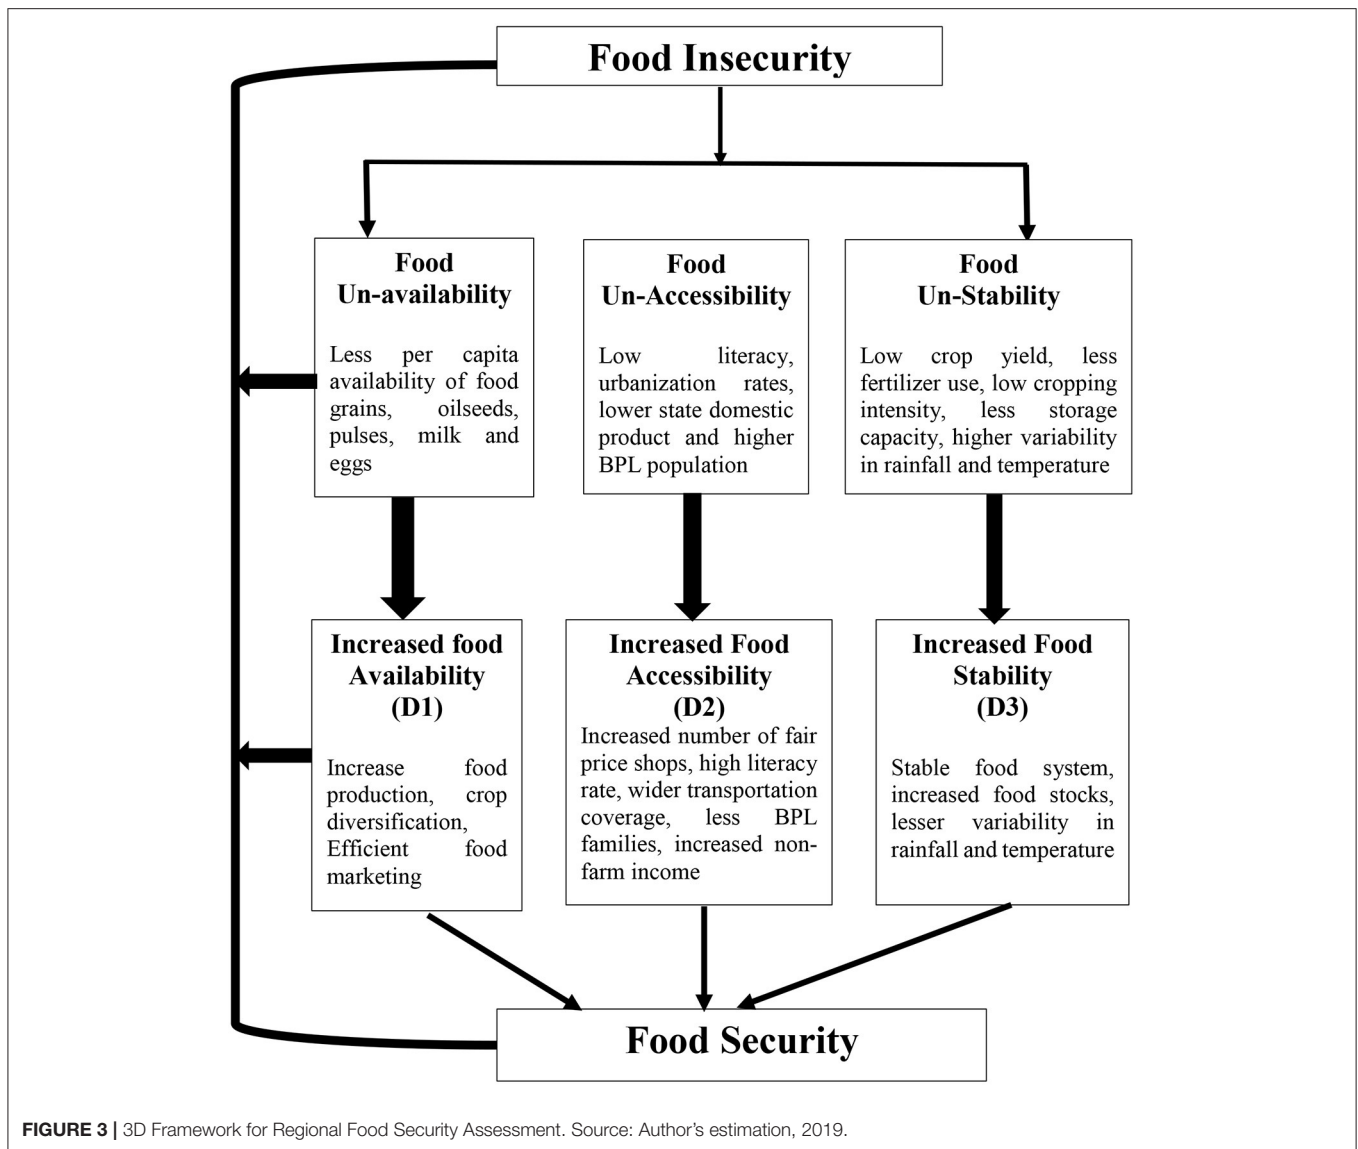 Food Insecurity
Food
Un-availability
Less per capita
availability of food
grains, oilseeds,
pulses, milk and
eggs
Food
Un-Accessibility
Low literacy,
urbanization rates,
lower state domestic
product and higher
BPL population
Food
Un-Stability
Low crop yield, less
fertilizer use, low cropping
intensity, less storage
capacity, higher variability
in rainfall and temperature
Increased food
Availability
(D1)
Increase food
production, crop
diversification,
Efficient food
marketing
Increased Food
Accessibility
(D2)
Increased number of fair
price shops, high literacy
rate, wider transportation
coverage, less BPL
families, increased non-
farm income
Increased Food
Stability
(D3)
Stable food system,
increased food stocks,
lesser variability in
rainfall and temperature
Food Security
FIGURE 3 | 3D Framework for Regional Food Security Assessment. Source: Author's estimation, 2019.